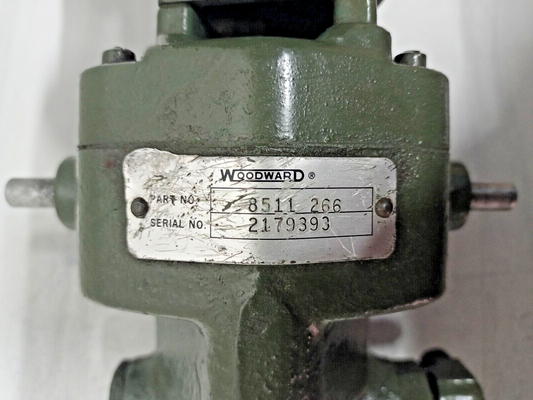 WOODWARD®
PART NO. 8511 266
SERIAL NO. 2179393